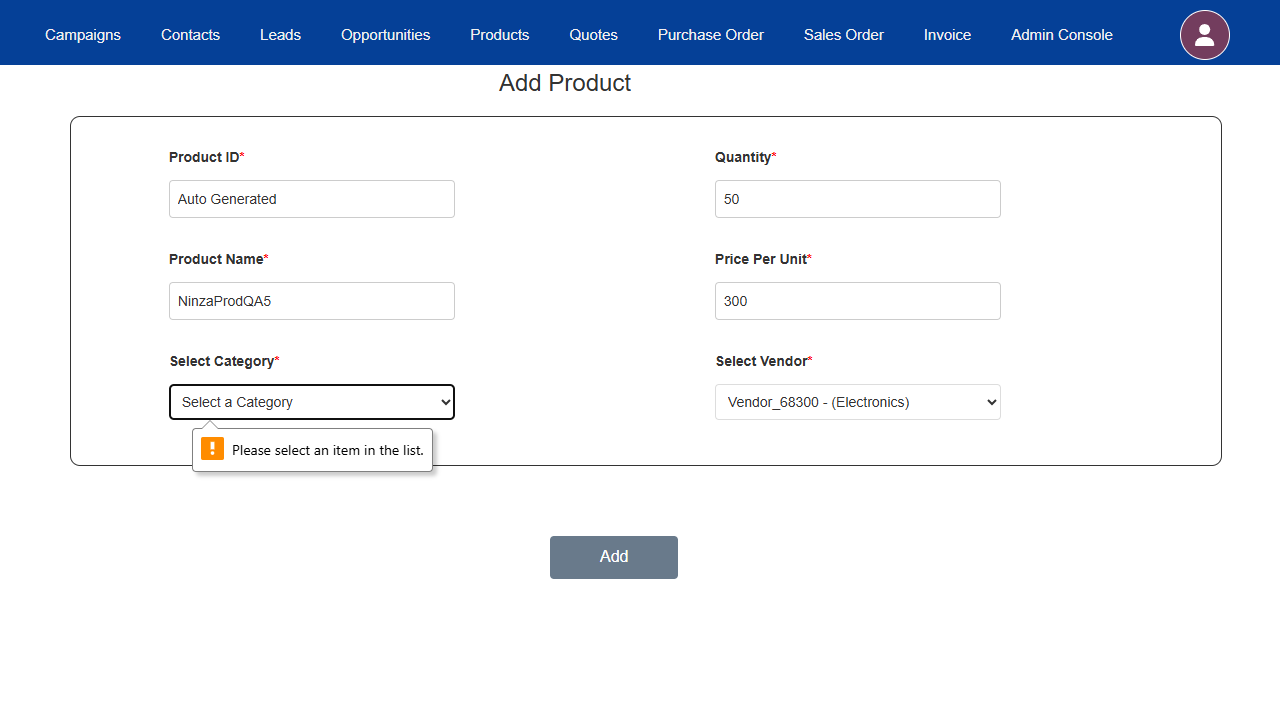 Campaigns Contacts Leads Opportunities Products Quotes Purchase Order Sales Order Invoice Admin Console
Add Product
Product ID* Quantity*
Auto Generated 50
Product Name* Price Per Unit*
NinzaProdQA5 300
Select Category* Select Vendor*
Select a Category Vendor_68300 - (Electronics)
Please select an item in the list.
Add